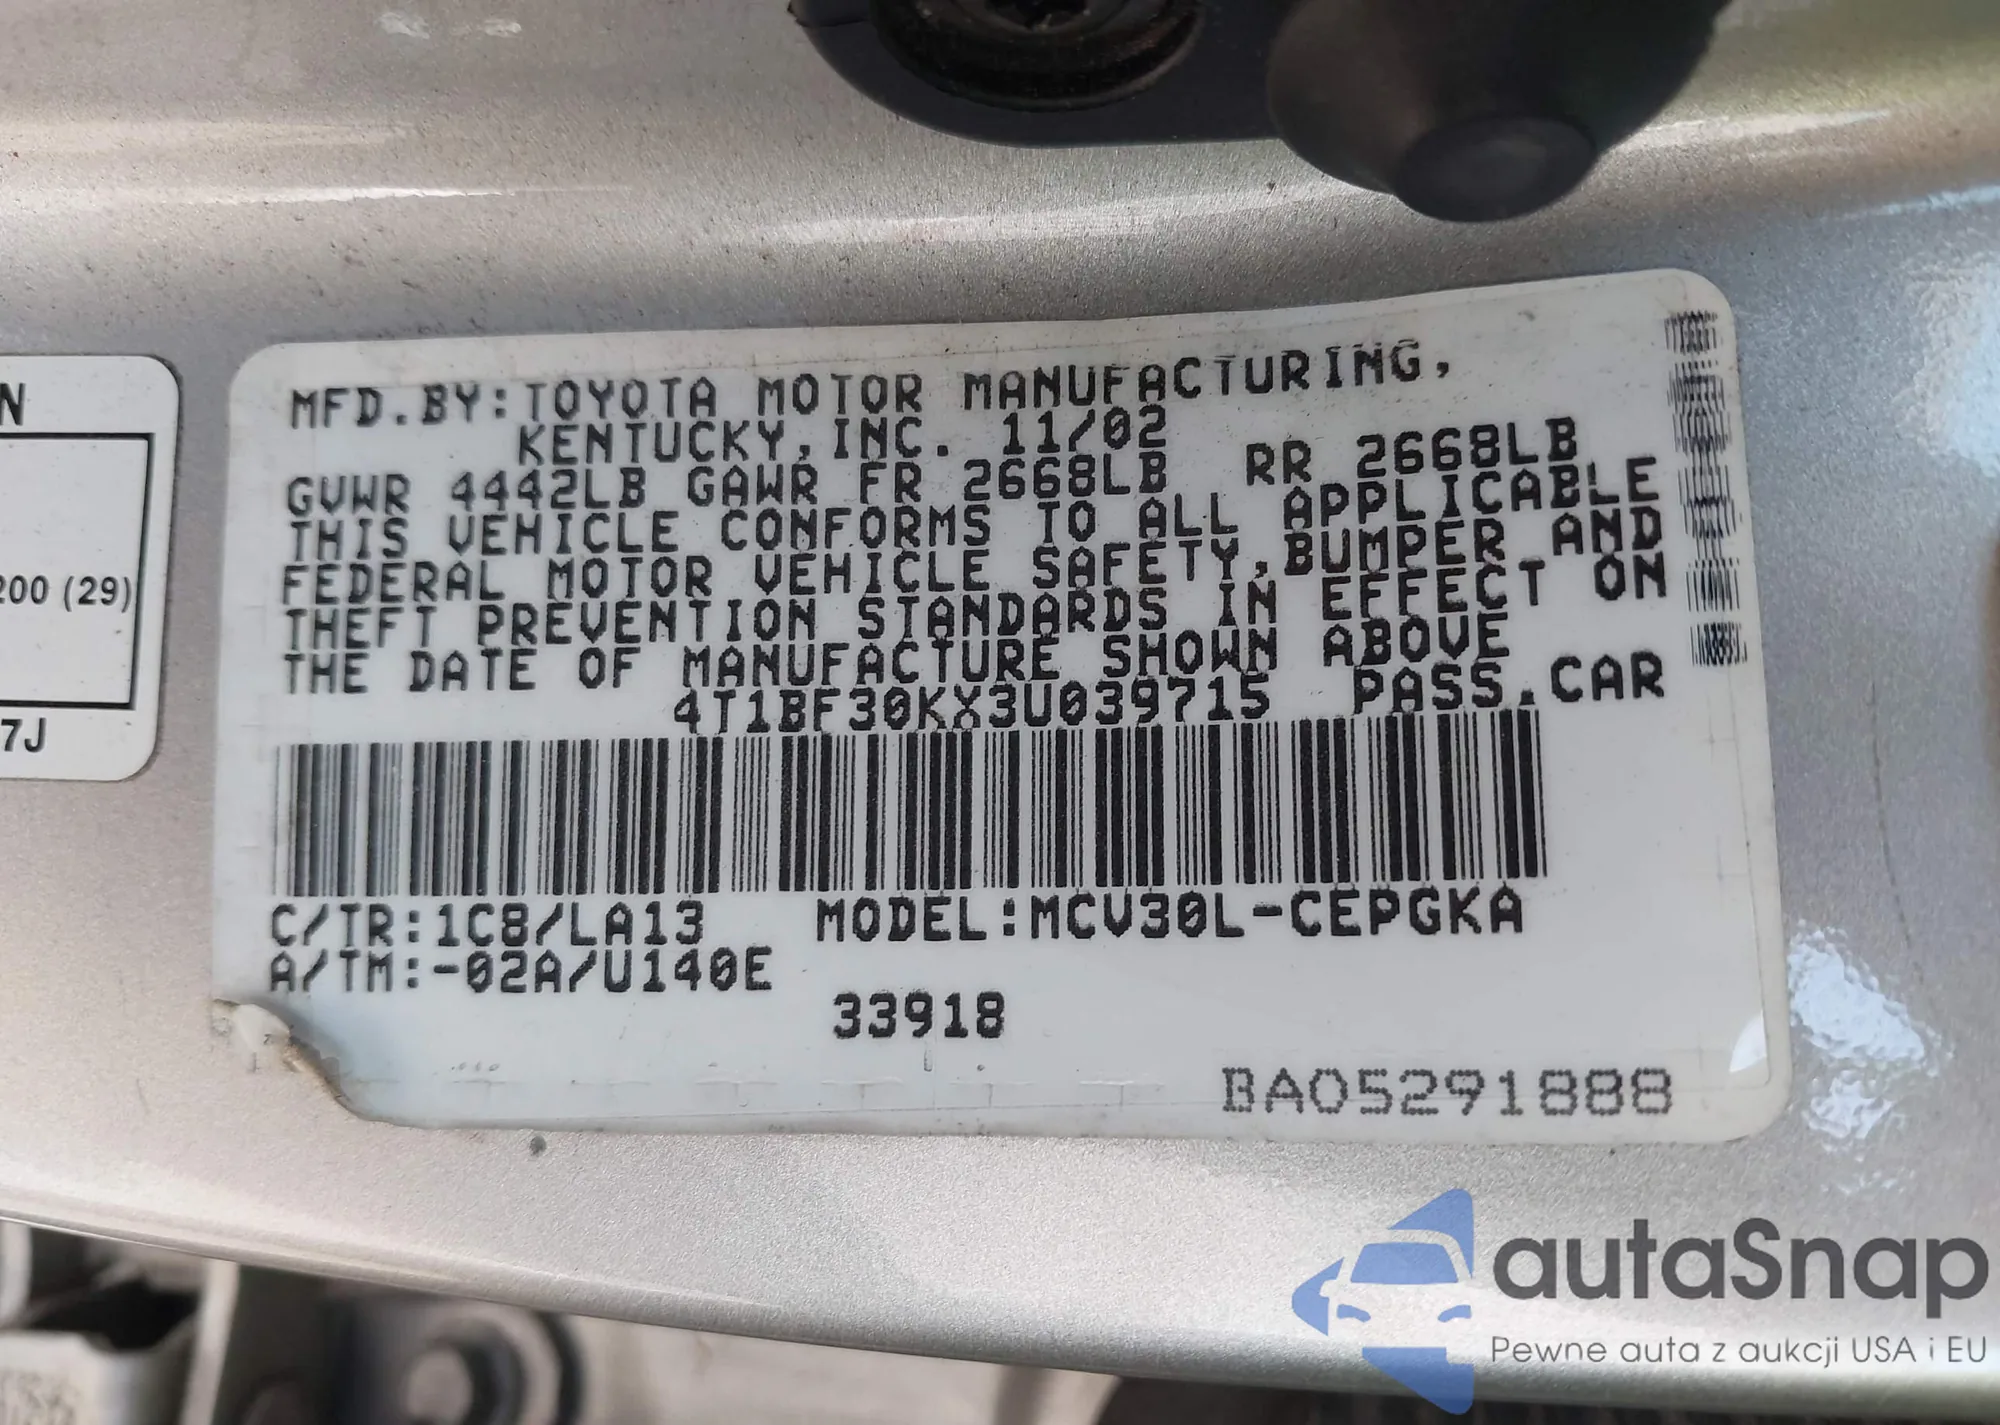 N
200 (29)
7J
MFD.BY:TOYOTA MOTOR MANUFACTURING,
KENTUCKY,INC. 11/02
GVWR 4442LB GAWR FR 2668LB RR 2668LB
THIS VEHICLE CONFORMS TO ALL APPLICABLE
FEDERAL MOTOR VEHICLE SAFETY,BUMPER AND
THEFT PREVENTION STANDARDS IN EFFECT ON
THE DATE OF MANUFACTURE SHOWN ABOVE
4T1BF30KX3U039715 PASS.CAR
C/TR:1C8/LA13 MODEL:MCV30L-CEPGKA
A/TM:-02A/U140E
33918
BA05291888
autaSnap
Pewne auta z aukcji USA i EU